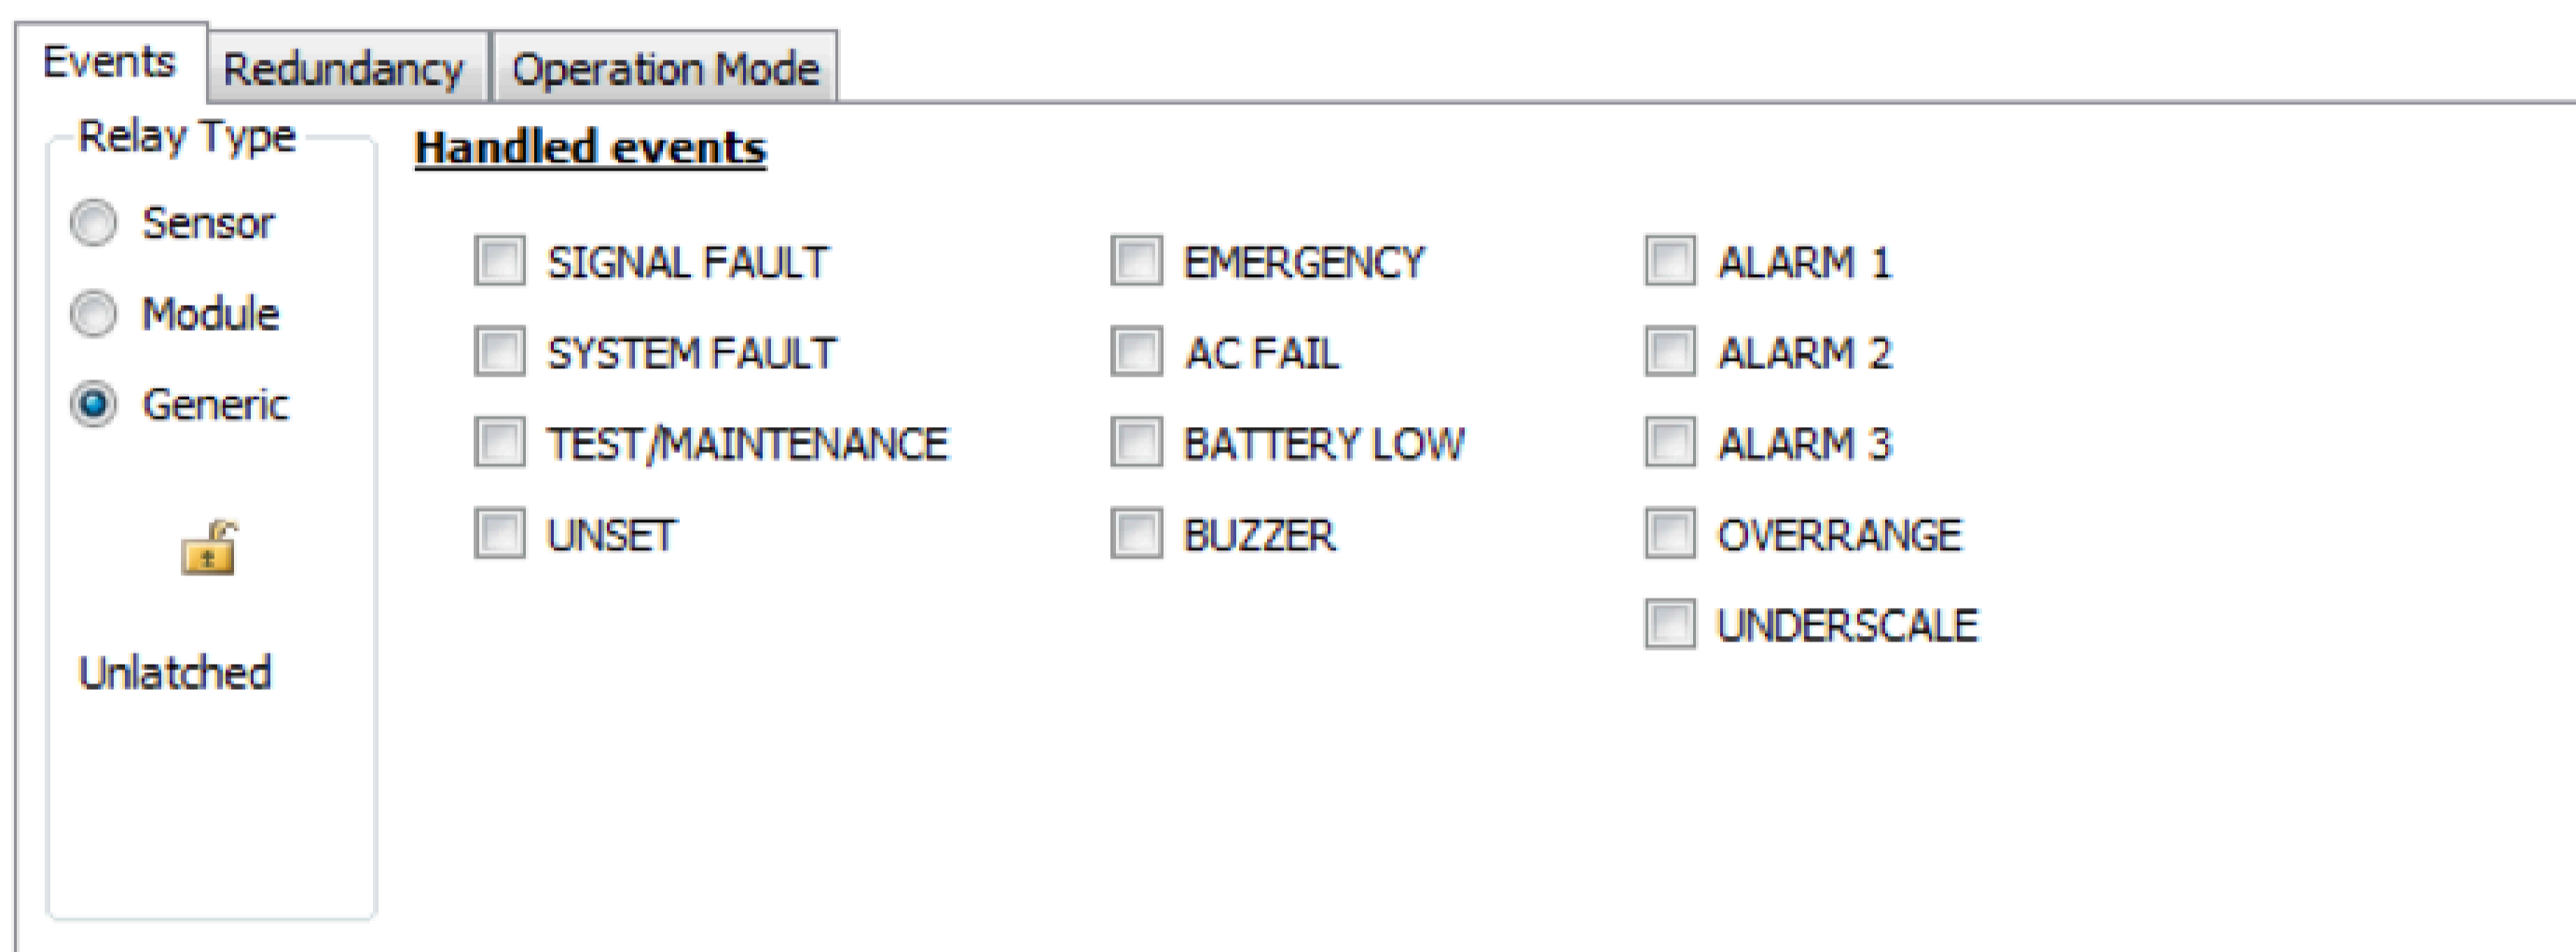 Events Redundancy Operation Mode
Relay Type
Sensor
Module
Generic
Unlatched
Handled events
SIGNAL FAULT EMERGENCY ALARM 1
SYSTEM FAULT AC FAIL ALARM 2
TEST/MAINTENANCE BATTERY LOW ALARM 3
UNSET BUZZER OVERRANGE
UNDERSCALE